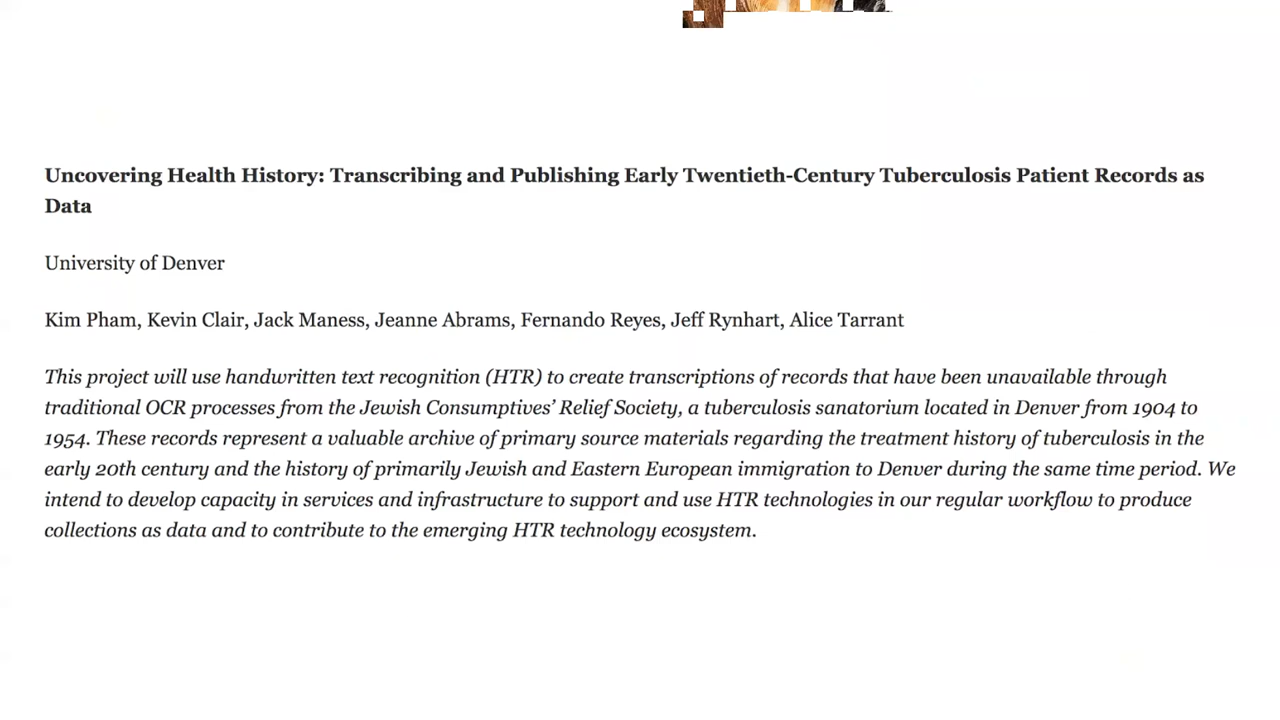 Uncovering Health History: Transcribing and Publishing Early Twentieth-Century Tuberculosis Patient Records as
Data
University of Denver
Kim Pham, Kevin Clair, Jack Maness, Jeanne Abrams, Fernando Reyes, Jeff Rynhart, Alice Tarrant
This project will use handwritten text recognition (HTR) to create transcriptions of records that have been unavailable through
traditional OCR processes from the Jewish Consumptives’ Relief Society, a tuberculosis sanatorium located in Denver from 1904 to
1954. These records represent a valuable archive of primary source materials regarding the treatment history of tuberculosis in the
early 20th century and the history of primarily Jewish and Eastern European immigration to Denver during the same time period. We
intend to develop capacity in services and infrastructure to support and use HTR technologies in our regular workflow to produce
collections as data and to contribute to the emerging HTR technology ecosystem.